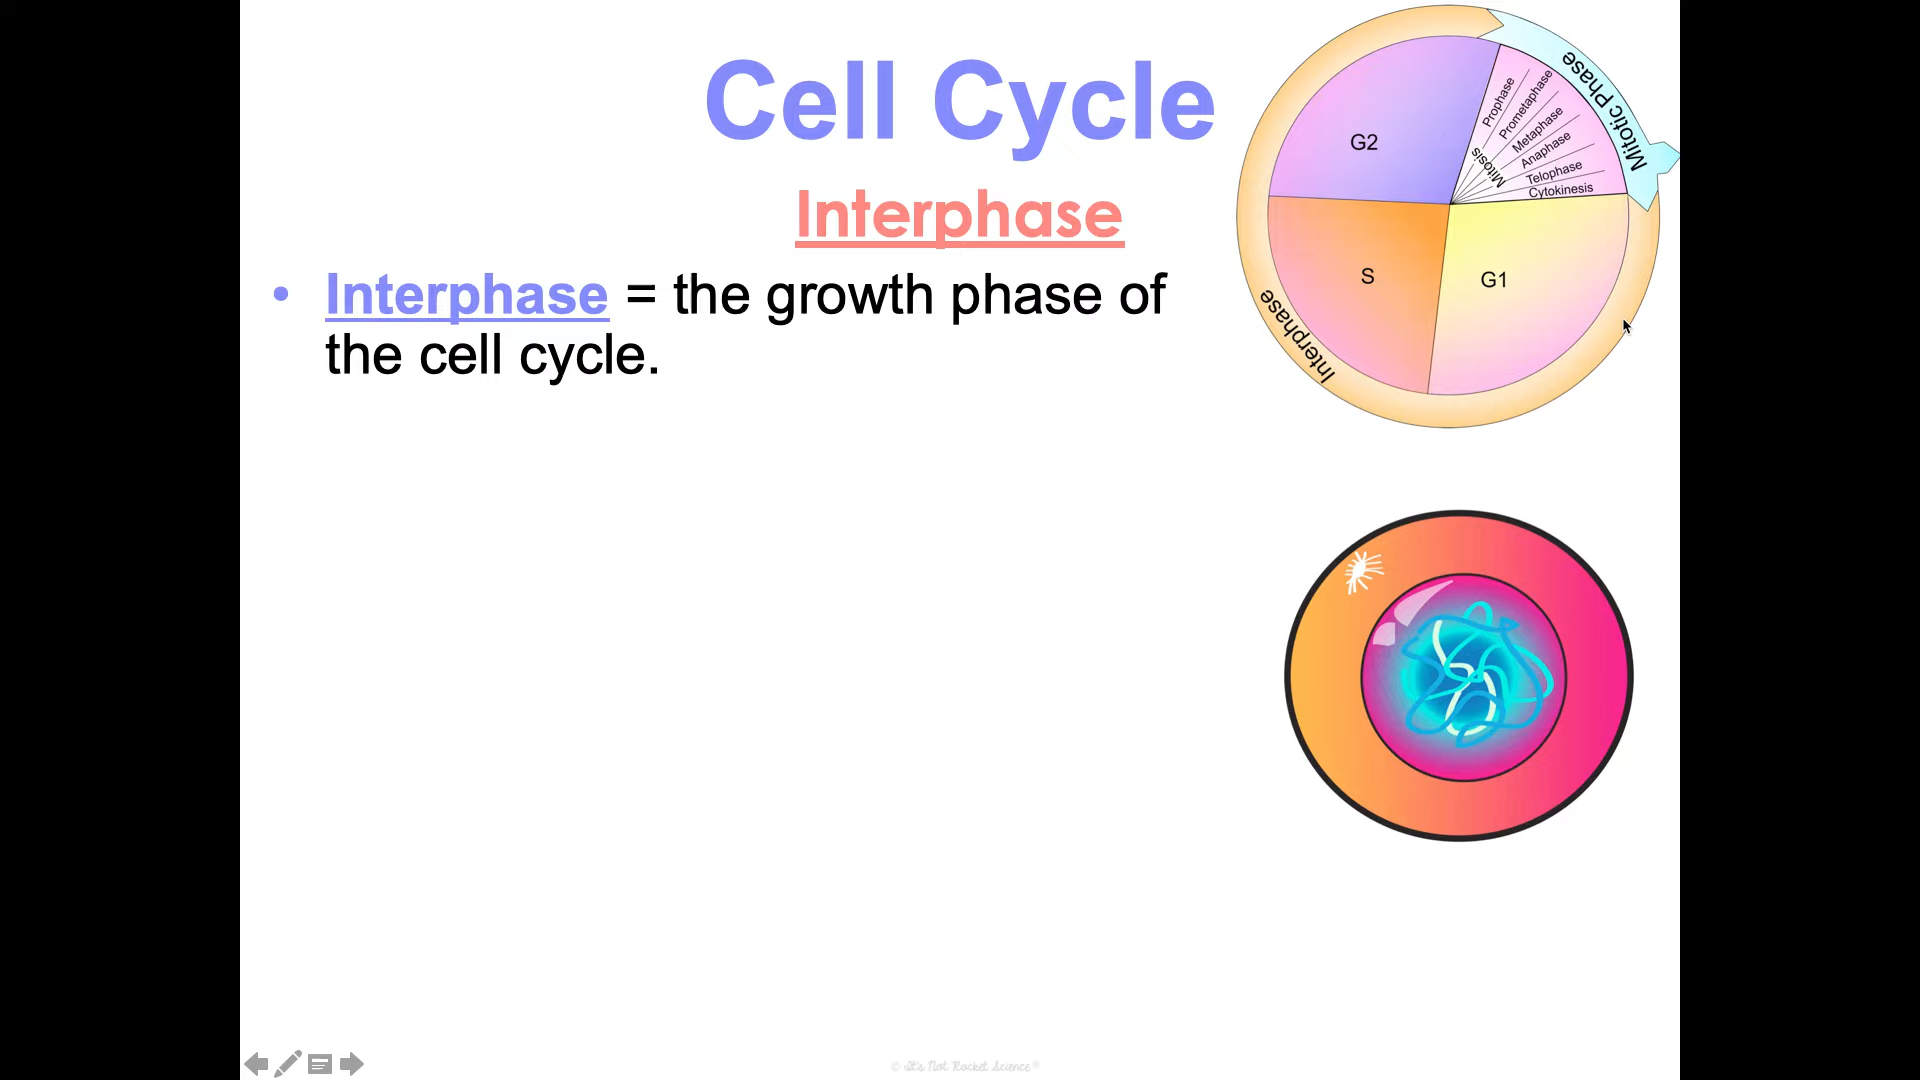 Cell Cycle
Interphase
• Interphase = the growth phase of
the cell cycle.
Mitotic Phase
Prophase
Prometaphase
Metaphase
Anaphase
Telophase
Cytokinesis
Mitosis
G2
S
G1
Interphase
© It's Not Rocket Science®